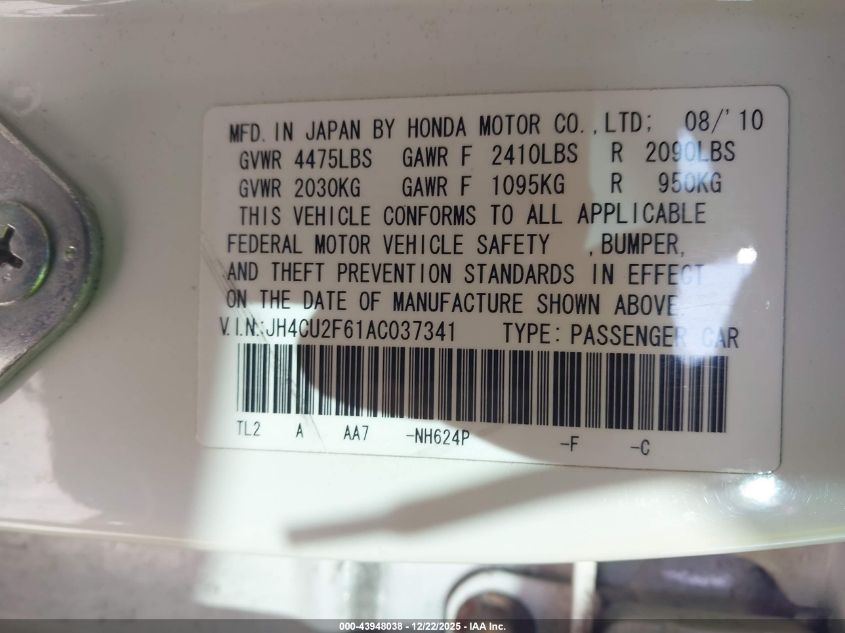 MFD. IN JAPAN BY HONDA MOTOR CO., LTD; 08/'10
GVWR 4475LBS GAWR F 2410LBS R 2090LBS
GVWR 2030KG GAWR F 1095KG R 950KG
THIS VEHICLE CONFORMS TO ALL APPLICABLE
FEDERAL MOTOR VEHICLE SAFETY , BUMPER,
AND THEFT PREVENTION STANDARDS IN EFFECT
ON THE DATE OF MANUFACTURE SHOWN ABOVE.
V.I.N:JH4CU2F61AC037341 TYPE: PASSENGER CAR
TL2 A AA7 -NH624P -F -C
000-43948038 - 12/22/2025 - IAA Inc.